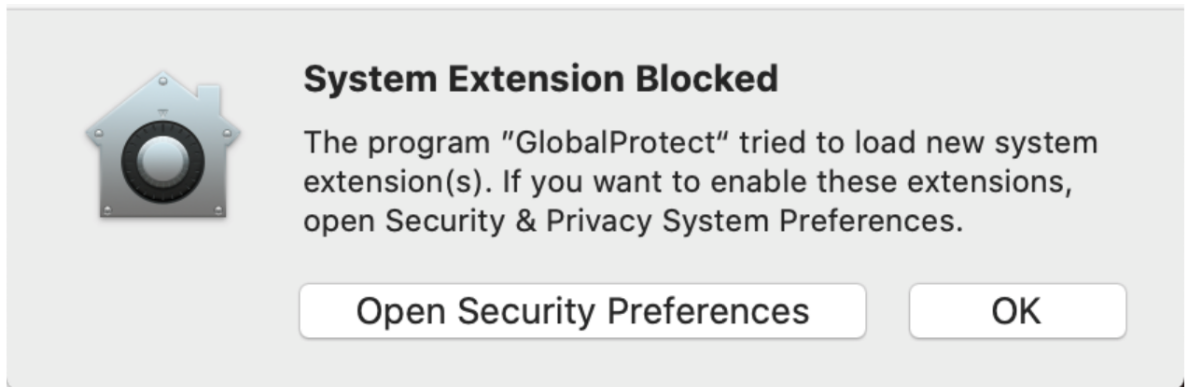 System Extension Blocked
The program ”GlobalProtect“ tried to load new system
extension(s). If you want to enable these extensions,
open Security & Privacy System Preferences.
Open Security Preferences
OK